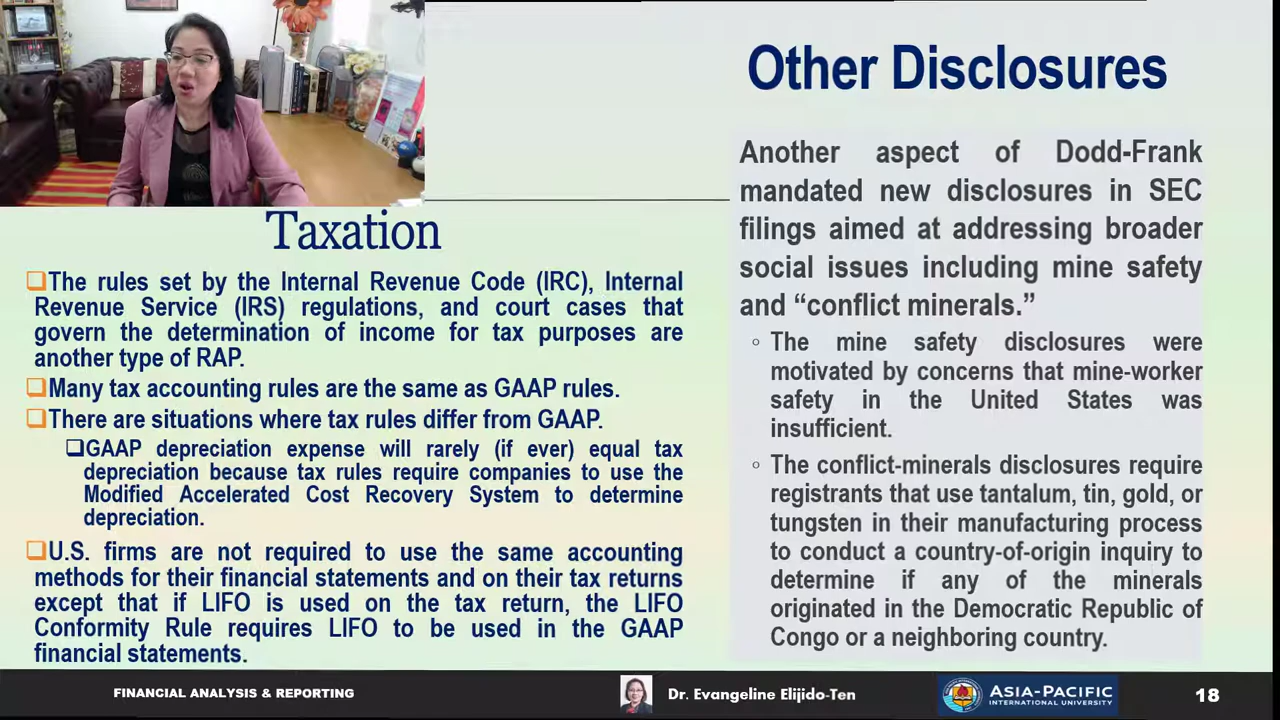 Taxation
❑The rules set by the Internal Revenue Code (IRC), Internal
Revenue Service (IRS) regulations, and court cases that
govern the determination of income for tax purposes are
another type of RAP.
❑Many tax accounting rules are the same as GAAP rules.
❑There are situations where tax rules differ from GAAP.
❑GAAP depreciation expense will rarely (if ever) equal tax
depreciation because tax rules require companies to use the
Modified Accelerated Cost Recovery System to determine
depreciation.
❑U.S. firms are not required to use the same accounting
methods for their financial statements and on their tax returns
except that if LIFO is used on the tax return, the LIFO
Conformity Rule requires LIFO to be used in the GAAP
financial statements.
Other Disclosures
Another aspect of Dodd-Frank
mandated new disclosures in SEC
filings aimed at addressing broader
social issues including mine safety
and “conflict minerals.”
◦ The mine safety disclosures were
motivated by concerns that mine-worker
safety in the United States was
insufficient.
◦ The conflict-minerals disclosures require
registrants that use tantalum, tin, gold, or
tungsten in their manufacturing process
to conduct a country-of-origin inquiry to
determine if any of the minerals
originated in the Democratic Republic of
Congo or a neighboring country.
FINANCIAL ANALYSIS & REPORTING
Dr. Evangeline Elijido-Ten
ASIA-PACIFIC
INTERNATIONAL UNIVERSITY
18